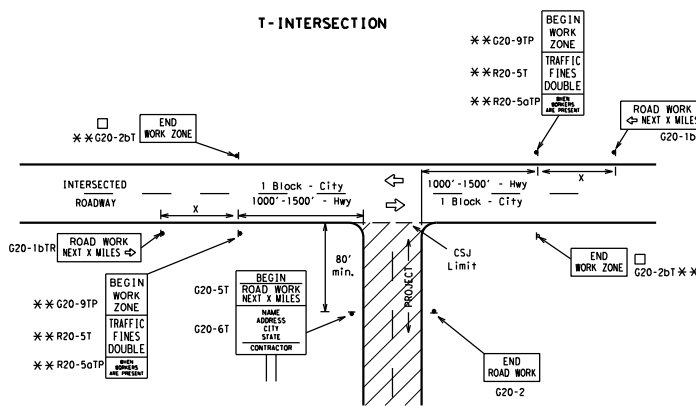 T-INTERSECTION
**G20-9TP
BEGIN
WORK
ZONE
**R20-5T
TRAFFIC
FINES
DOUBLE
**R20-5aTP
WHEN
WORKERS
ARE PRESENT
ROAD WORK
⇦ NEXT X MILES
G20-1b
□
**G20-2bT
END
WORK ZONE
X
INTERSECTED
ROADWAY
1 Block - City
1000'-1500' - Hwy
X
1000'-1500' - Hwy
1 Block - City
G20-1bTR
ROAD WORK
NEXT X MILES ⇨
80'
min.
CSJ
Limit
END
WORK ZONE
□
G20-2bT **
**G20-9TP
BEGIN
WORK
ZONE
**R20-5T
TRAFFIC
FINES
DOUBLE
**R20-5aTP
WHEN
WORKERS
ARE PRESENT
G20-5T
BEGIN
ROAD WORK
NEXT X MILES
G20-6T
NAME
ADDRESS
CITY
STATE
CONTRACTOR
PROJECT
END
ROAD WORK
G20-2